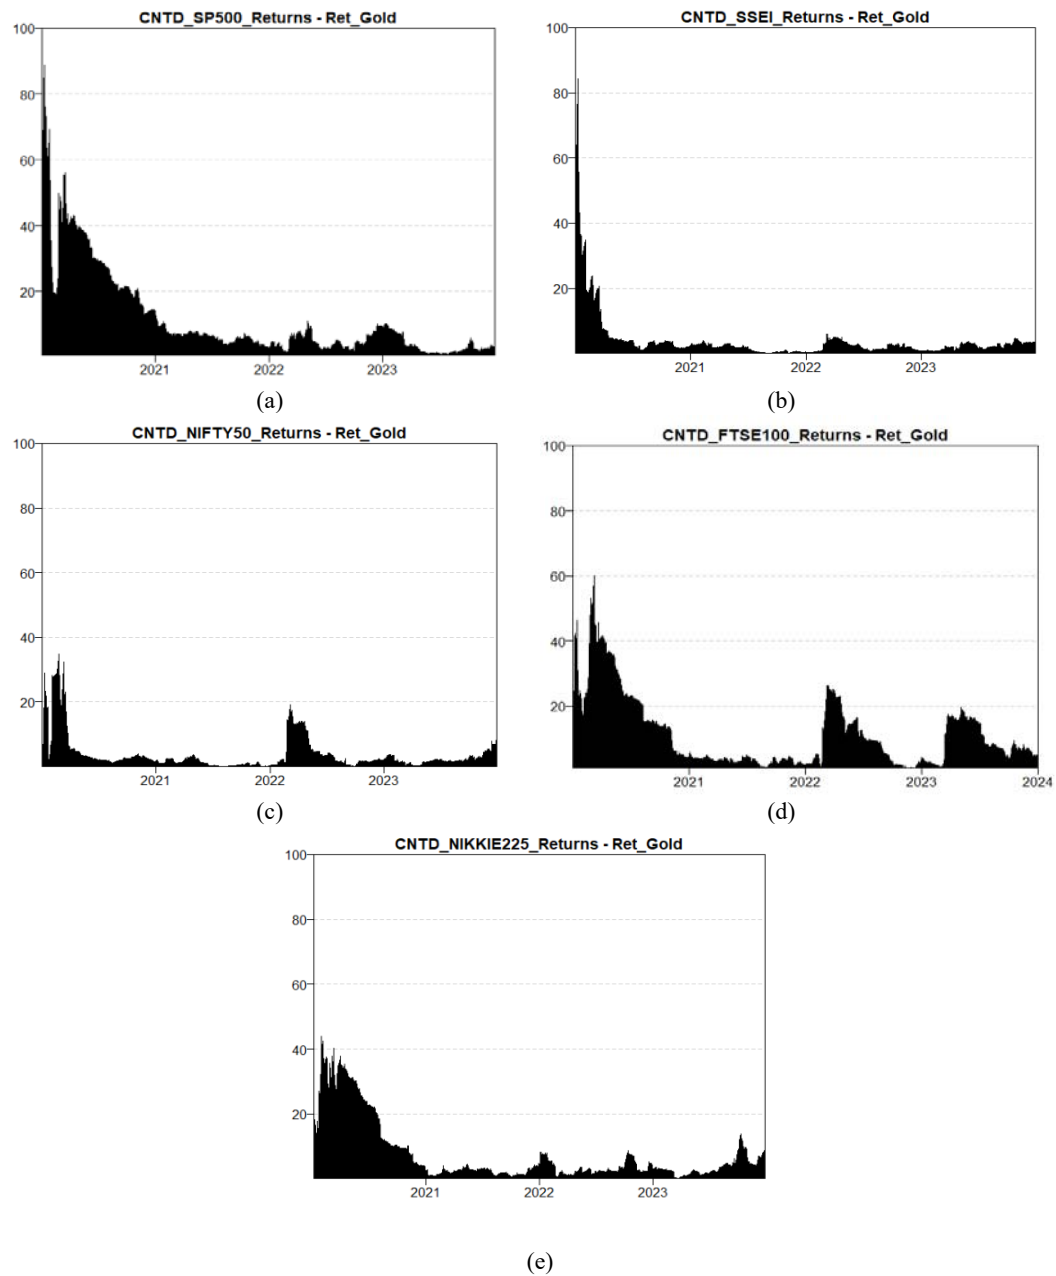 CNTD_SP500_Returns - Ret_Gold
100
80
60
40
20
2021 2022 2023
(a)
CNTD_SSEI_Returns - Ret_Gold
100
80
60
40
20
2021 2022 2023
(b)
CNTD_NIFTY50_Returns - Ret_Gold
100
80
60
40
20
2021 2022 2023
(c)
CNTD_FTSE100_Returns - Ret_Gold
100
80
60
40
20
2021 2022 2023 2024
(d)
CNTD_NIKKIE225_Returns - Ret_Gold
100
80
60
40
20
2021 2022 2023
(e)